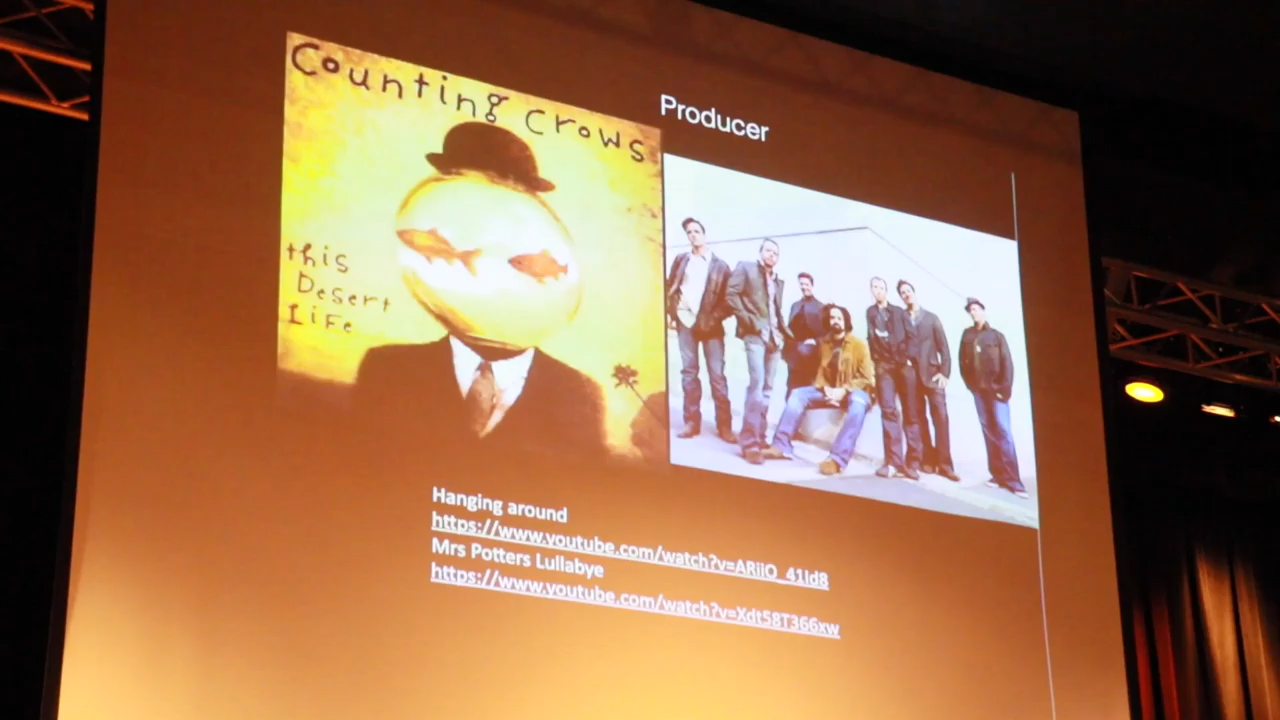 Counting Crows
this
Desert
Life
Producer
Hanging around
https://www.youtube.com/watch?v=ARiiO_41ld8
Mrs Potters Lullabye
https://www.youtube.com/watch?v=Xdt58T366xw